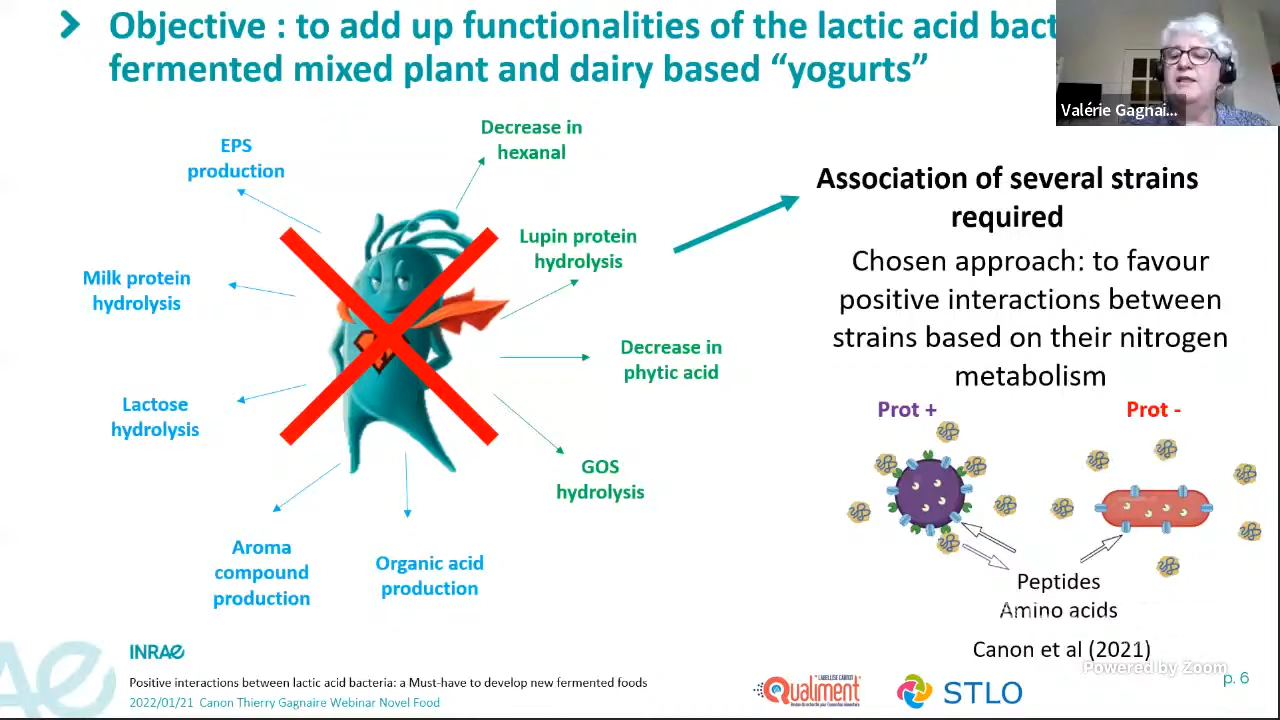 Objective : to add up functionalities of the lactic acid bact
fermented mixed plant and dairy based “yogurts”
Valérie Gagnai...
EPS
production
Decrease in
hexanal
Milk protein
hydrolysis
Lupin protein
hydrolysis
Lactose
hydrolysis
Decrease in
phytic acid
GOS
hydrolysis
Aroma
compound
production
Organic acid
production
Association of several strains
required
Chosen approach: to favour
positive interactions between
strains based on their nitrogen
metabolism
Prot +
Prot -
Peptides
Amino acids
Canon et al (2021)
Powered by Zoom
INRAE
Positive interactions between lactic acid bacteria: a Must-have to develop new fermented foods
2022/01/21 Canon Thierry Gagnaire Webinar Novel Food
Qualiment
STLO
p. 6